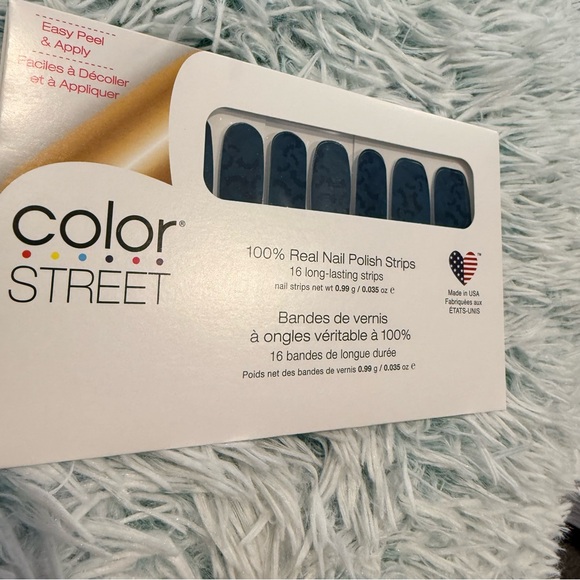 Easy Peel
& Apply
Faciles à Décoller
et à Appliquer
color®
STREET
100% Real Nail Polish Strips
16 long-lasting strips
nail strips net wt 0.99 g / 0.035 oz ℮
Bandes de vernis
à ongles véritable à 100%
16 bandes de longue durée
Poids net des bandes de vernis 0.99 g / 0.035 oz ℮
™
Made in USA
Fabriquées aux
ÉTATS-UNIS